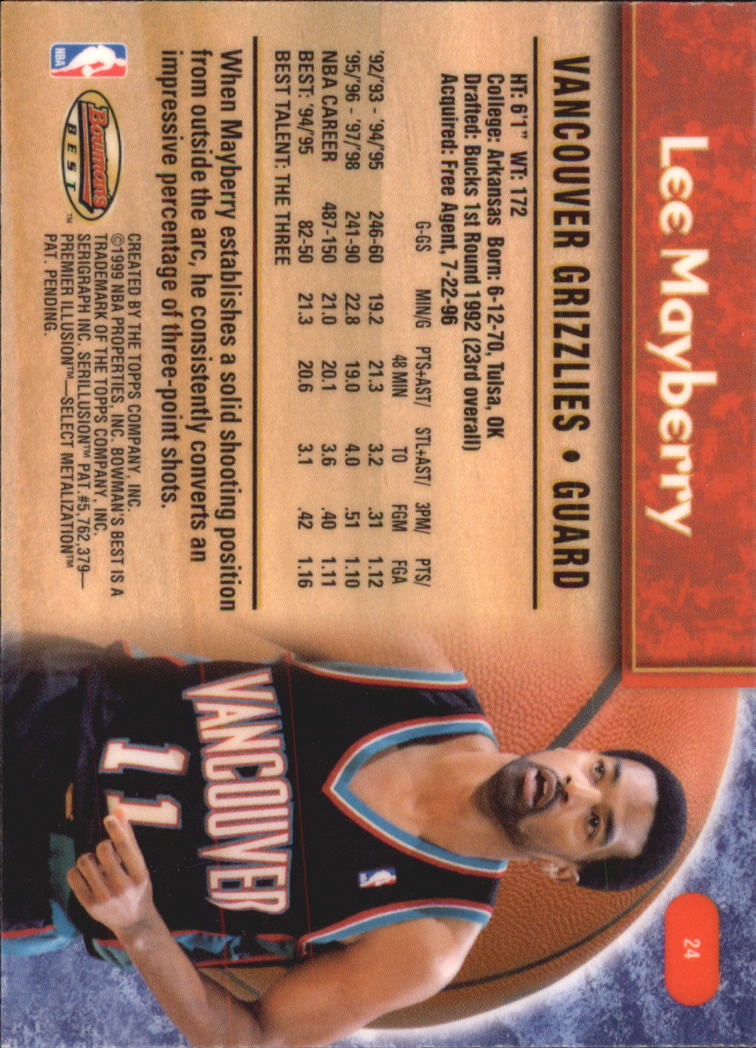 Lee Mayberry
24
VANCOUVER GRIZZLIES • GUARD
HT: 6'1" WT: 172
College: Arkansas Born: 6-12-70, Tulsa, OK
Drafted: Bucks 1st Round 1992 (23rd overall)
Acquired: Free Agent, 7-22-96
G-GS MIN/G PTS+AST/ STL+AST/ 3PM/ PTS/
48 MIN TO FGM FGA
'92/'93 - '94/'95 246-60 19.2 21.3 3.2 .31 1.12
'95/'96 - '97/'98 241-90 22.8 19.0 4.0 .51 1.10
NBA CAREER 487-150 21.0 20.1 3.6 .40 1.11
BEST: '94/'95 82-50 21.3 20.6 3.1 .42 1.16
BEST TALENT: THE THREE
When Mayberry establishes a solid shooting position
from outside the arc, he consistently converts an
impressive percentage of three-point shots.
NBA
Bowman's
BEST™
CREATED BY THE TOPPS COMPANY, INC.
©1999 NBA PROPERTIES, INC. BOWMAN'S BEST IS A
TRADEMARK OF THE TOPPS COMPANY, INC.
SERIGRAPH INC. SERILLUSION™ PAT.#5,762,379—
PREMIER ILLUSION™—SELECT METALIZATION™
PAT. PENDING.
VANCOUVER
11